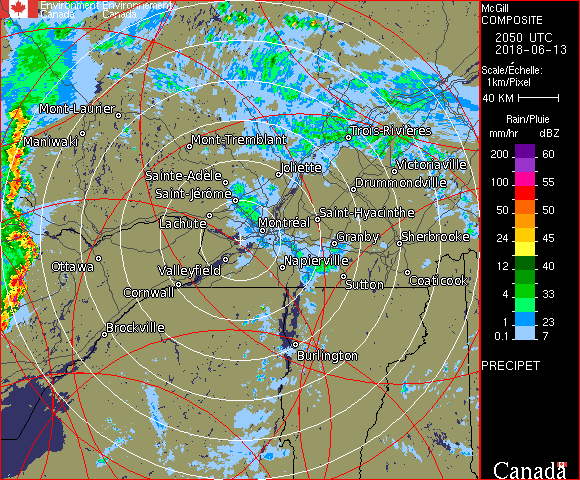 Environment Environnement
Canada Canada
Mont-Laurier
Maniwaki
Mont-Tremblant
Trois-Rivières
Joliette
Victoriaville
Sainte-Adèle
Saint-Jérôme
Drummondville
Lachute
Montréal
Saint-Hyacinthe
Granby
Sherbrooke
Ottawa
Valleyfield
Napierville
Cornwall
Sutton
Coaticook
Brockville
Burlington
McGill
COMPOSITE
2050 UTC
2018-06-13
Scale/Échelle:
1km/Pixel
40 KM
Rain/Pluie
mm/hr dBZ
200 60
100 55
50 50
24 45
12 40
4 33
1 23
0.1 7
PRECIPET
Canada